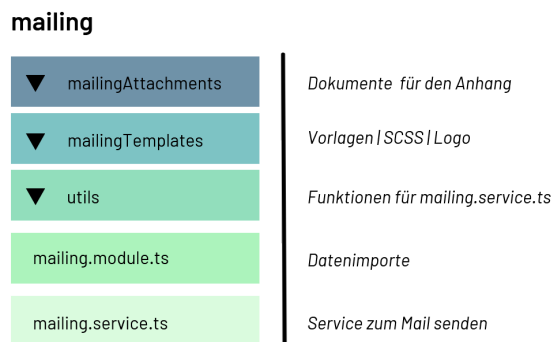 mailing
mailingAttachments Dokumente für den Anhang
mailingTemplates Vorlagen | SCSS | Logo
utils Funktionen für mailing.service.ts
mailing.module.ts Datenimporte
mailing.service.ts Service zum Mail senden